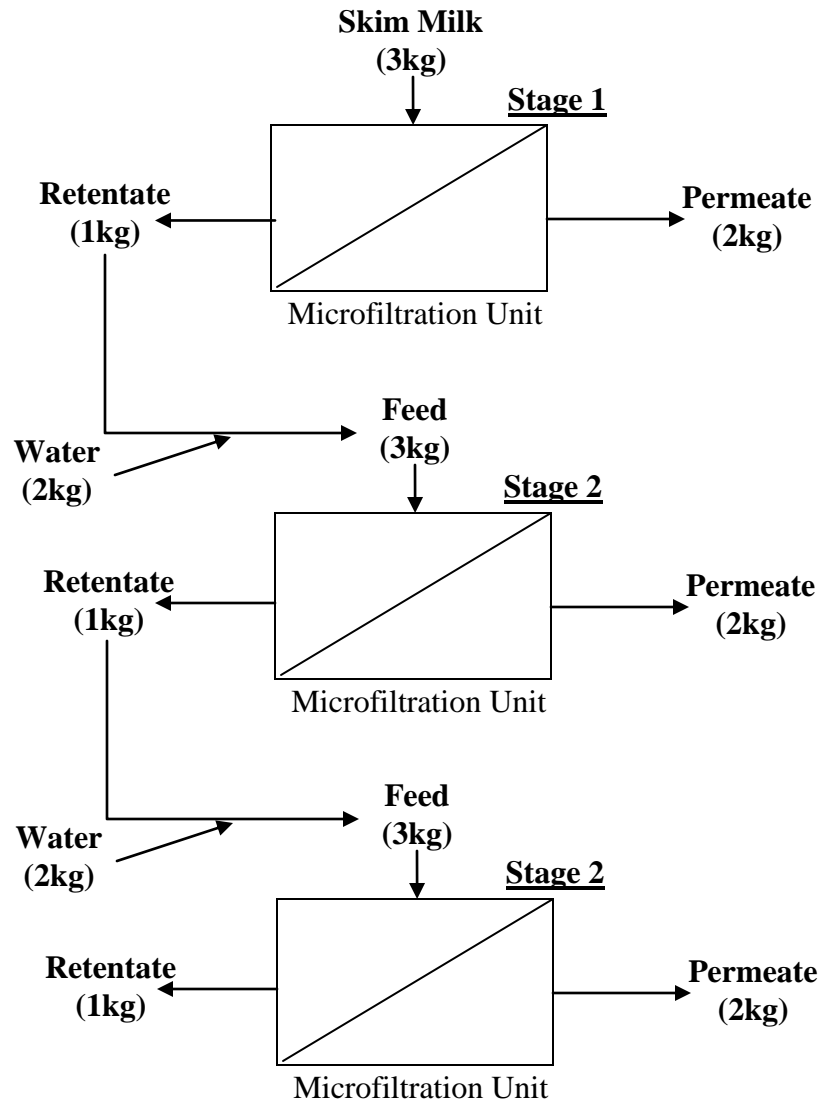 Skim Milk
(3kg)
Stage 1
Retentate
(1kg)
Permeate
(2kg)
Microfiltration Unit
Feed
(3kg)
Water
(2kg)
Stage 2
Retentate
(1kg)
Permeate
(2kg)
Microfiltration Unit
Feed
(3kg)
Water
(2kg)
Stage 2
Retentate
(1kg)
Permeate
(2kg)
Microfiltration Unit